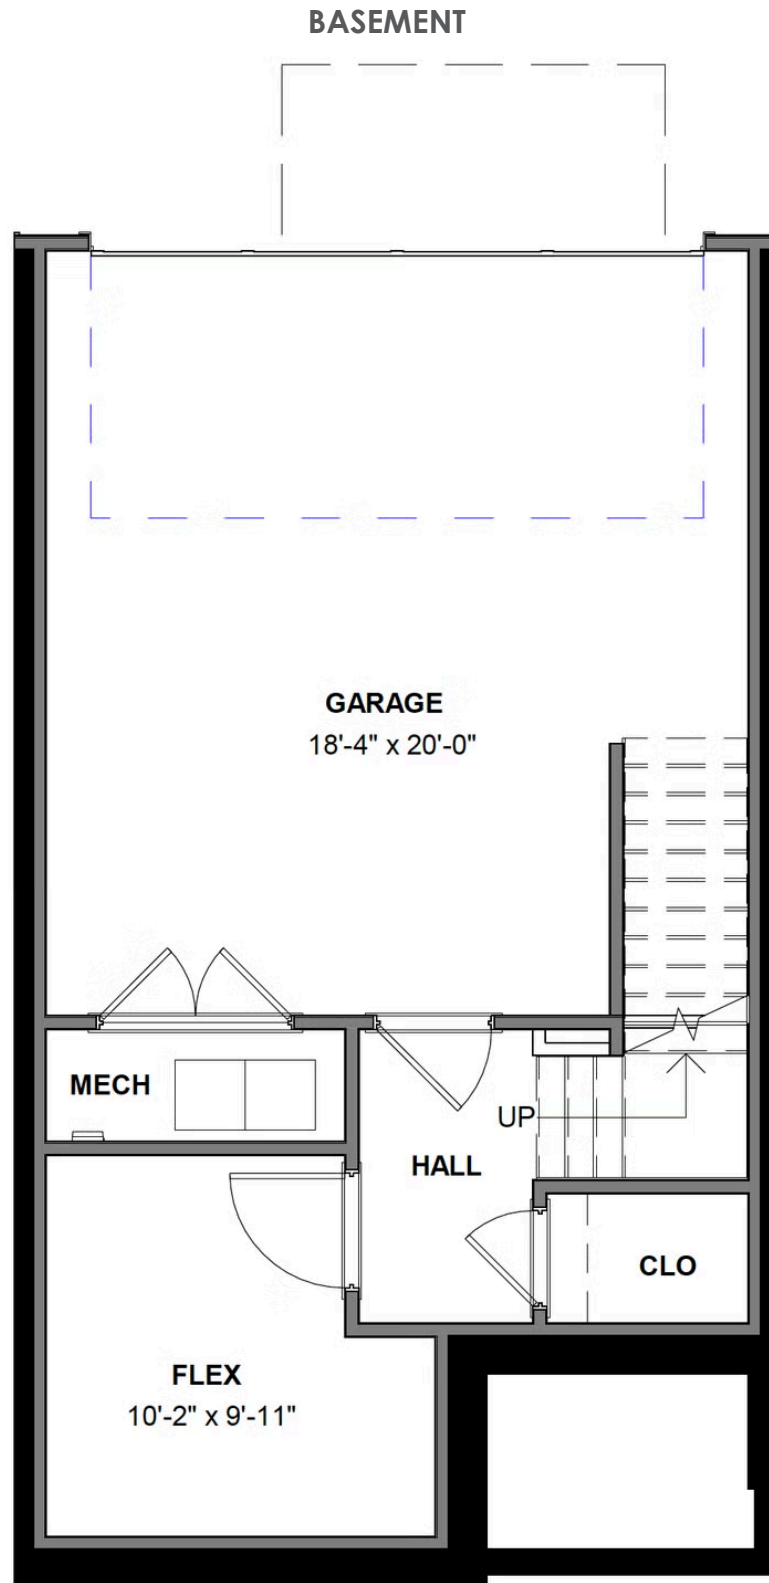 BASEMENT
GARAGE
18'-4" x 20'-0"
MECH
UP
HALL
CLO
FLEX
10'-2" x 9'-11"